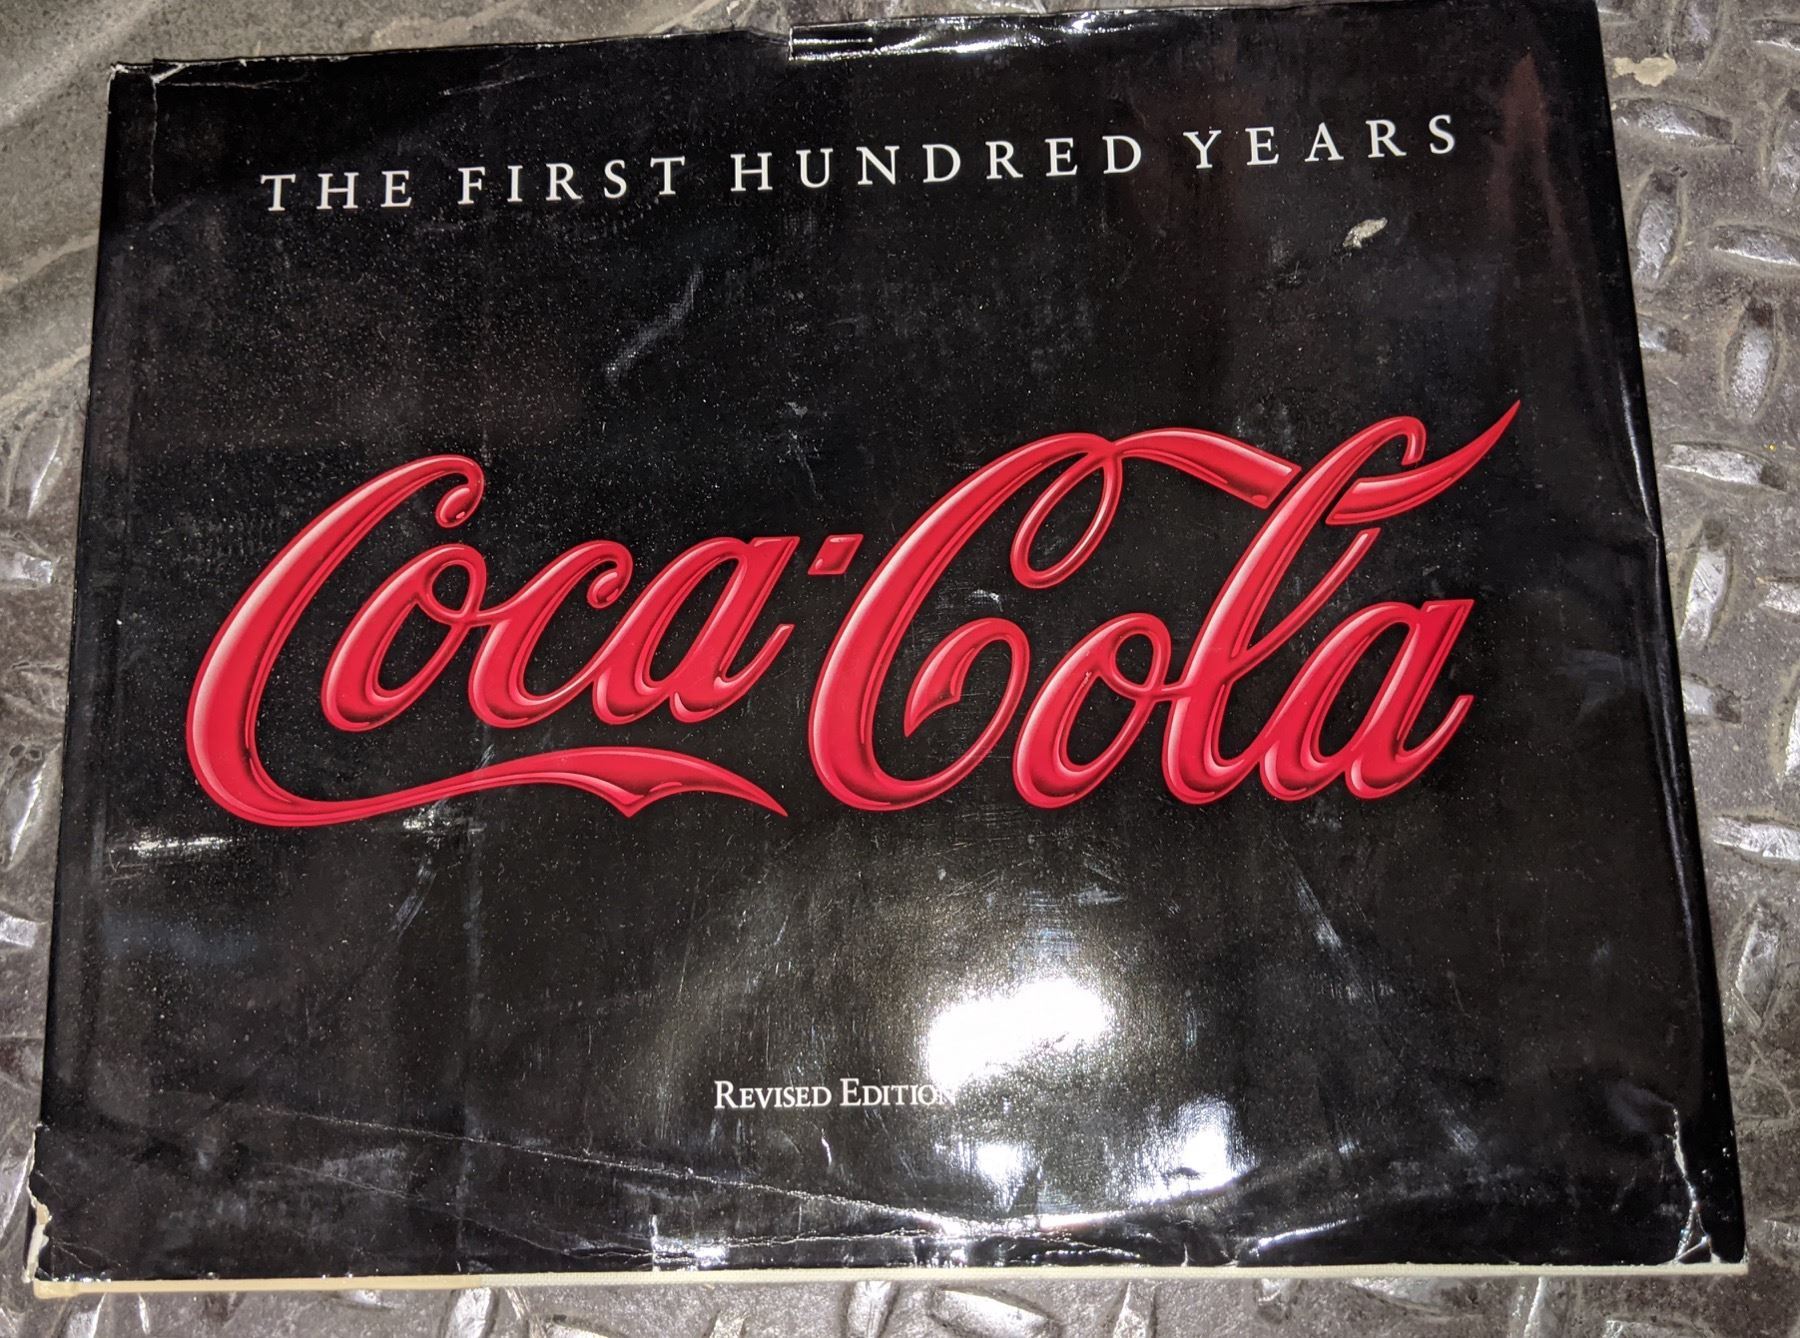 THE FIRST HUNDRED YEARS
Coca-Cola
REVISED EDITION